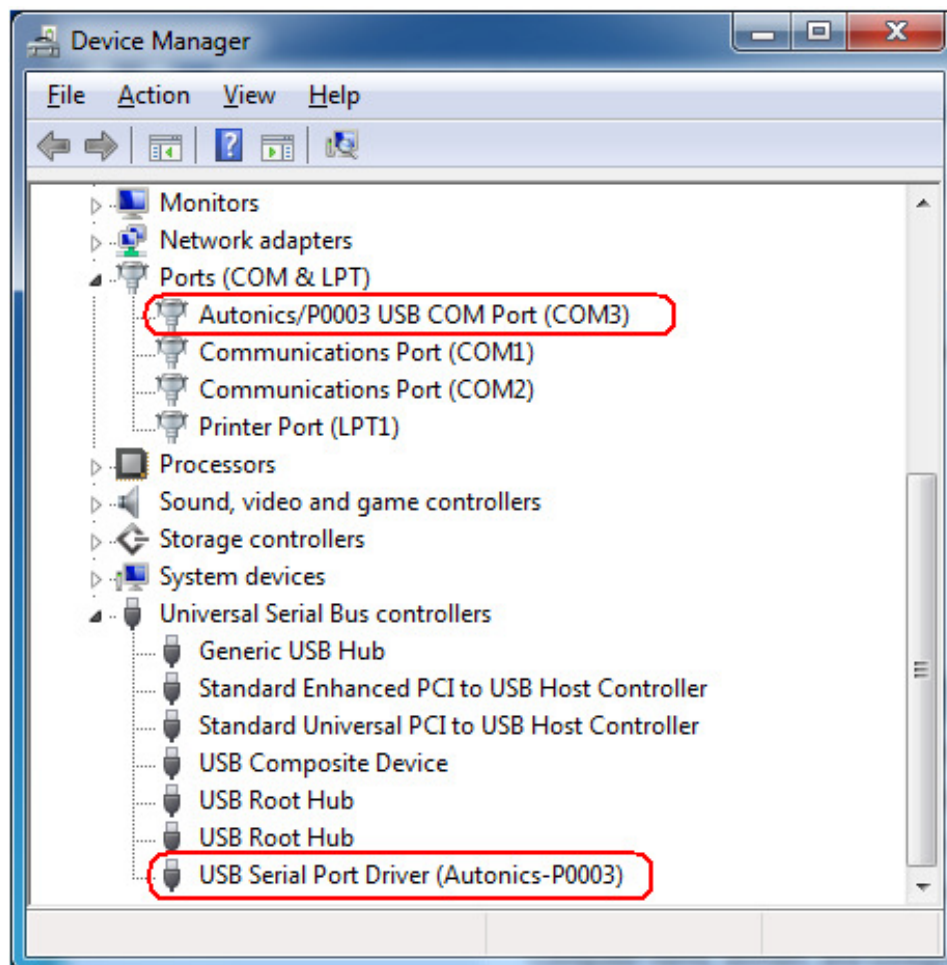 Device Manager
File Action View Help
Monitors
Network adapters
Ports (COM & LPT)
Autonics/P0003 USB COM Port (COM3)
Communications Port (COM1)
Communications Port (COM2)
Printer Port (LPT1)
Processors
Sound, video and game controllers
Storage controllers
System devices
Universal Serial Bus controllers
Generic USB Hub
Standard Enhanced PCI to USB Host Controller
Standard Universal PCI to USB Host Controller
USB Composite Device
USB Root Hub
USB Root Hub
USB Serial Port Driver (Autonics-P0003)